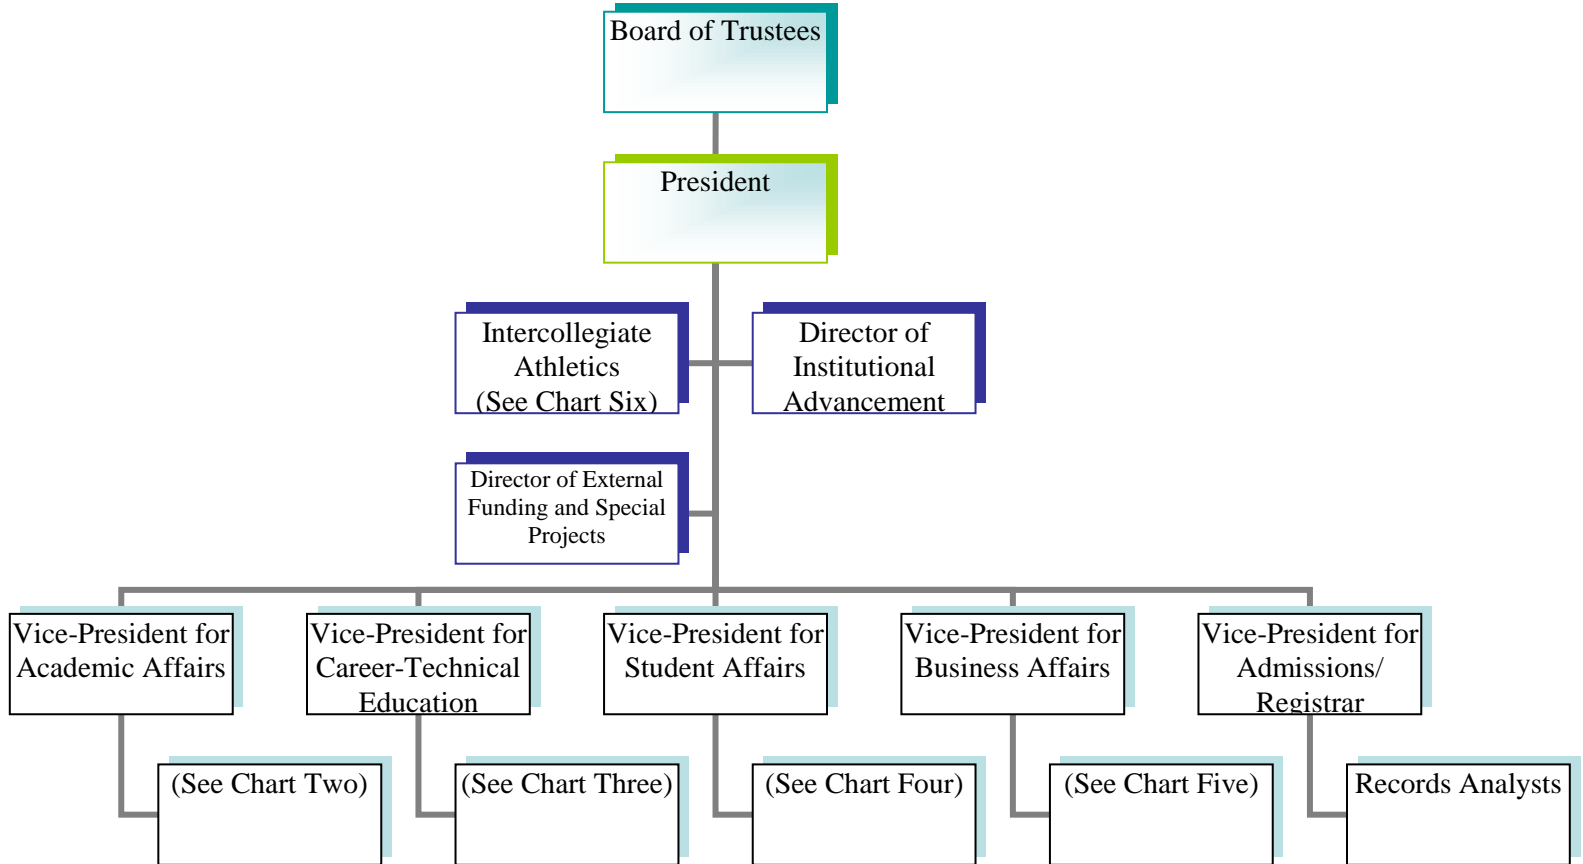 Board of Trustees
President
Intercollegiate
Athletics
(See Chart Six)
Director of
Institutional
Advancement
Director of External
Funding and Special
Projects
Vice-President for
Academic Affairs
Vice-President for
Career-Technical
Education
Vice-President for
Student Affairs
Vice-President for
Business Affairs
Vice-President for
Admissions/
Registrar
(See Chart Two)
(See Chart Three)
(See Chart Four)
(See Chart Five)
Records Analysts